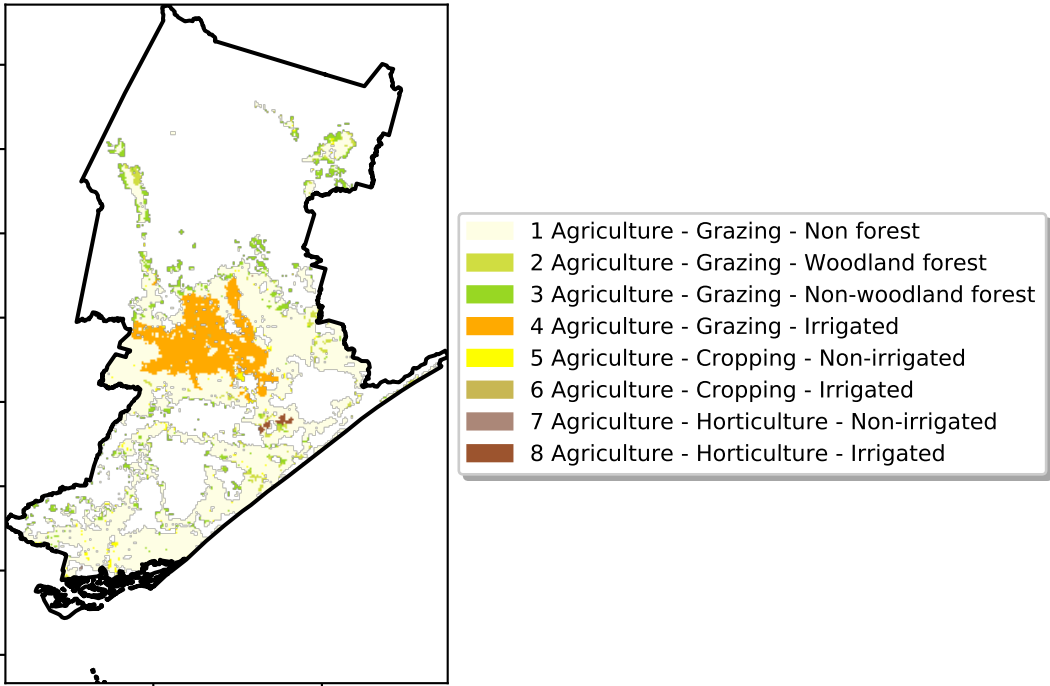 1 Agriculture - Grazing - Non forest
2 Agriculture - Grazing - Woodland forest
3 Agriculture - Grazing - Non-woodland forest
4 Agriculture - Grazing - Irrigated
5 Agriculture - Cropping - Non-irrigated
6 Agriculture - Cropping - Irrigated
7 Agriculture - Horticulture - Non-irrigated
8 Agriculture - Horticulture - Irrigated